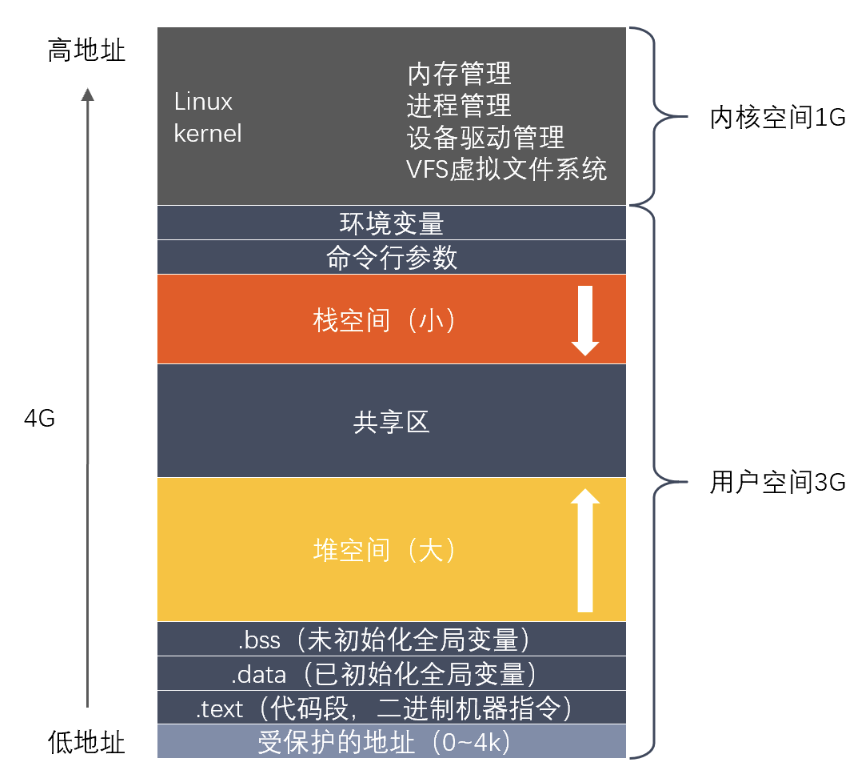 高地址
Linux
kernel
内存管理
进程管理
设备驱动管理
VFS虚拟文件系统
内核空间1G
环境变量
命令行参数
栈空间（小）
4G
共享区
用户空间3G
堆空间（大）
.bss（未初始化全局变量）
.data（已初始化全局变量）
.text（代码段，二进制机器指令）
低地址
受保护的地址（0~4k）